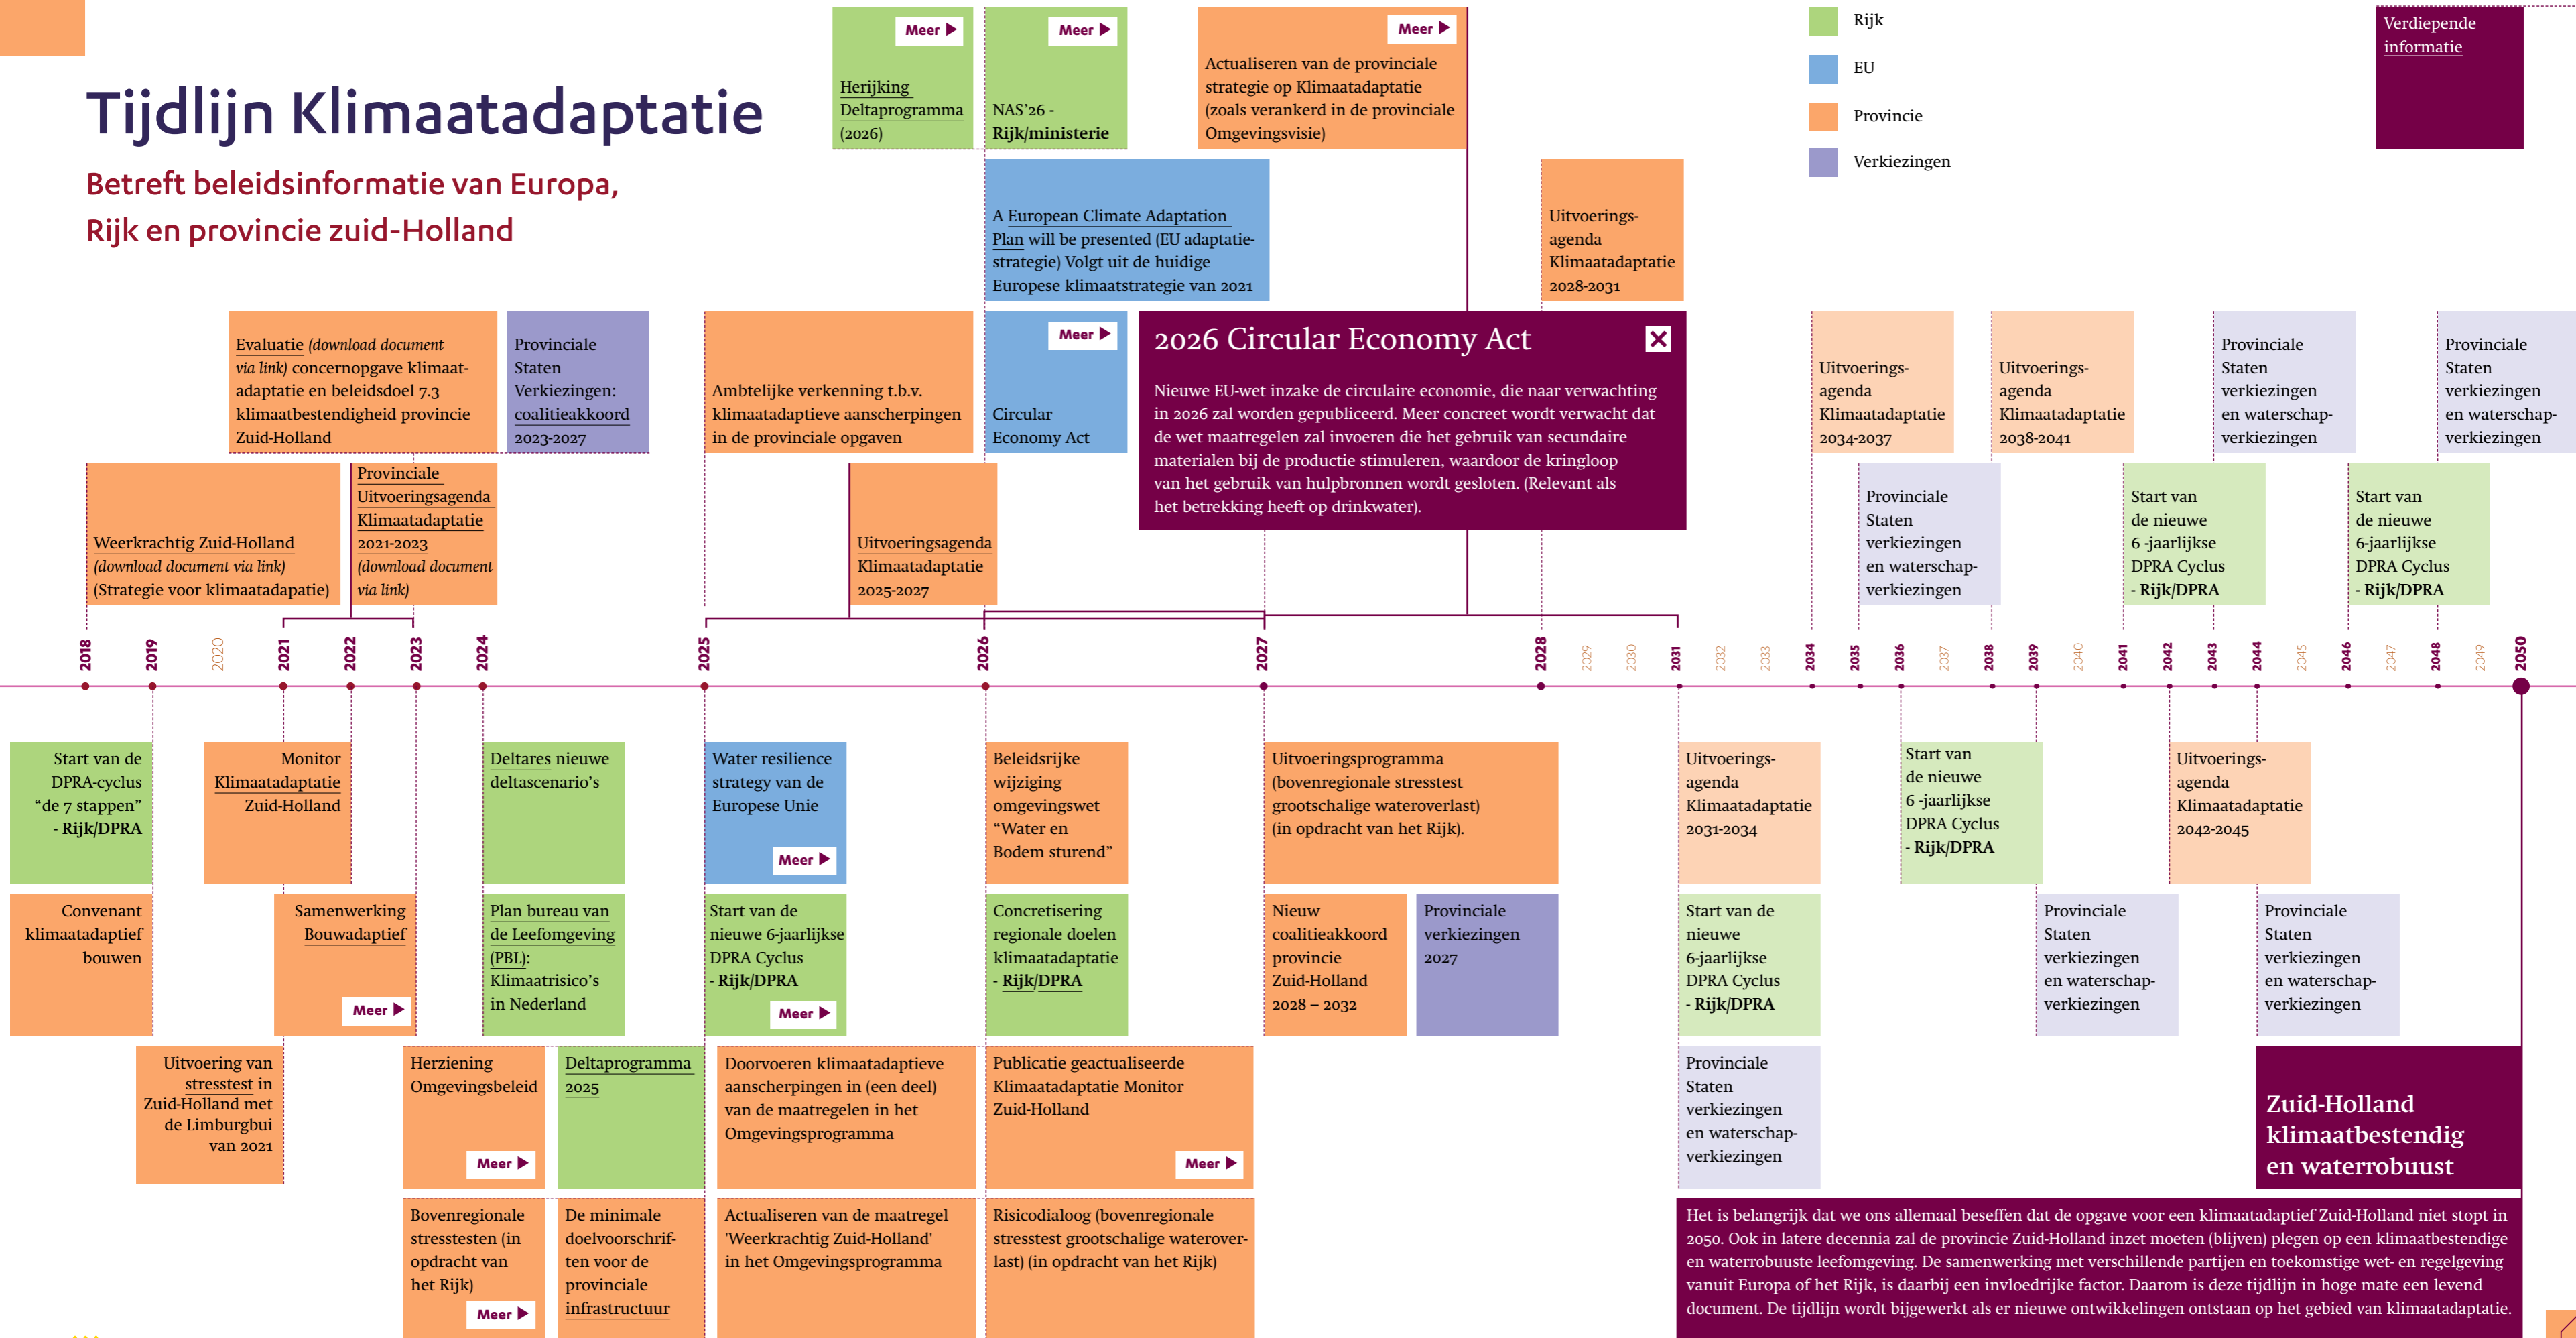 Tijdlijn Klimaatadaptatie
Betreft beleidsinformatie van Europa,
Rijk en provincie zuid-Holland
Meer
Herijking
Deltaprogramma
(2026)
Meer
NAS’26 -
Rijk/ministerie
Meer
Actualiseren van de provinciale
strategie op Klimaatadaptatie
(zoals verankerd in de provinciale
Omgevingsvisie)
Rijk
EU
Provincie
Verkiezingen
Verdiepende
informatie
A European Climate Adaptation
Plan will be presented (EU adaptatie-
strategie) Volgt uit de huidige
Europese klimaatstrategie van 2021
Uitvoerings-
agenda
Klimaatadaptatie
2028-2031
Evaluatie (download document
via link) concernopgave klimaat-
adaptatie en beleidsdoel 7.3
klimaatbestendigheid provincie
Zuid-Holland
Provinciale
Staten
Verkiezingen:
coalitieakkoord
2023-2027
Ambtelijke verkenning t.b.v.
klimaatadaptieve aanscherpingen
in de provinciale opgaven
Meer
Circular
Economy Act
2026 Circular Economy Act
Nieuwe EU-wet inzake de circulaire economie, die naar verwachting
in 2026 zal worden gepubliceerd. Meer concreet wordt verwacht dat
de wet maatregelen zal invoeren die het gebruik van secundaire
materialen bij de productie stimuleren, waardoor de kringloop
van het gebruik van hulpbronnen wordt gesloten. (Relevant als
het betrekking heeft op drinkwater).
Uitvoerings-
agenda
Klimaatadaptatie
2034-2037
Uitvoerings-
agenda
Klimaatadaptatie
2038-2041
Provinciale
Staten
verkiezingen
en waterschap-
verkiezingen
Provinciale
Staten
verkiezingen
en waterschap-
verkiezingen
Weerkrachtig Zuid-Holland
(download document via link)
(Strategie voor klimaatadapatie)
Provinciale
Uitvoeringsagenda
Klimaatadaptatie
2021-2023
(download document
via link)
Uitvoeringsagenda
Klimaatadaptatie
2025-2027
Provinciale
Staten
verkiezingen
en waterschap-
verkiezingen
Start van
de nieuwe
6 -jaarlijkse
DPRA Cyclus
- Rijk/DPRA
Start van
de nieuwe
6-jaarlijkse
DPRA Cyclus
- Rijk/DPRA
2018
2019
2020
2021
2022
2023
2024
2025
2026
2027
2028
2029
2030
2031
2032
2033
2034
2035
2036
2037
2038
2039
2040
2041
2042
2043
2044
2045
2046
2047
2048
2049
2050
Start van de
DPRA-cyclus
“de 7 stappen”
- Rijk/DPRA
Monitor
Klimaatadaptatie
Zuid-Holland
Deltares nieuwe
deltascenario’s
Water resilience
strategy van de
Europese Unie
Meer
Beleidsrijke
wijziging
omgevingswet
“Water en
Bodem sturend”
Uitvoeringsprogramma
(bovenregionale stresstest
grootschalige wateroverlast)
(in opdracht van het Rijk).
Uitvoerings-
agenda
Klimaatadaptatie
2031-2034
Start van
de nieuwe
6 -jaarlijkse
DPRA Cyclus
- Rijk/DPRA
Uitvoerings-
agenda
Klimaatadaptatie
2042-2045
Convenant
klimaatadaptief
bouwen
Samenwerking
Bouwadaptief
Meer
Plan bureau van
de Leefomgeving
(PBL):
Klimaatrisico’s
in Nederland
Start van de
nieuwe 6-jaarlijkse
DPRA Cyclus
- Rijk/DPRA
Meer
Concretisering
regionale doelen
klimaatadaptatie
- Rijk/DPRA
Nieuw
coalitieakkoord
provincie
Zuid-Holland
2028 – 2032
Provinciale
verkiezingen
2027
Start van de
nieuwe
6-jaarlijkse
DPRA Cyclus
- Rijk/DPRA
Provinciale
Staten
verkiezingen
en waterschap-
verkiezingen
Provinciale
Staten
verkiezingen
en waterschap-
verkiezingen
Uitvoering van
stresstest in
Zuid-Holland met
de Limburgbui
van 2021
Herziening
Omgevingsbeleid
Meer
Deltaprogramma
2025
Doorvoeren klimaatadaptieve
aanscherpingen in (een deel)
van de maatregelen in het
Omgevingsprogramma
Publicatie geactualiseerde
Klimaatadaptatie Monitor
Zuid-Holland
Meer
Provinciale
Staten
verkiezingen
en waterschap-
verkiezingen
Zuid-Holland
klimaatbestendig
en waterrobuust
Bovenregionale
stresstesten (in
opdracht van
het Rijk)
Meer
De minimale
doelvoorschrif-
ten voor de
provinciale
infrastructuur
Actualiseren van de maatregel
'Weerkrachtig Zuid-Holland'
in het Omgevingsprogramma
Risicodialoog (bovenregionale
stresstest grootschalige waterover-
last) (in opdracht van het Rijk)
Het is belangrijk dat we ons allemaal beseffen dat de opgave voor een klimaatadaptief Zuid-Holland niet stopt in
2050. Ook in latere decennia zal de provincie Zuid-Holland inzet moeten (blijven) plegen op een klimaatbestendige
en waterrobuuste leefomgeving. De samenwerking met verschillende partijen en toekomstige wet- en regelgeving
vanuit Europa of het Rijk, is daarbij een invloedrijke factor. Daarom is deze tijdlijn in hoge mate een levend
document. De tijdlijn wordt bijgewerkt als er nieuwe ontwikkelingen ontstaan op het gebied van klimaatadaptatie.